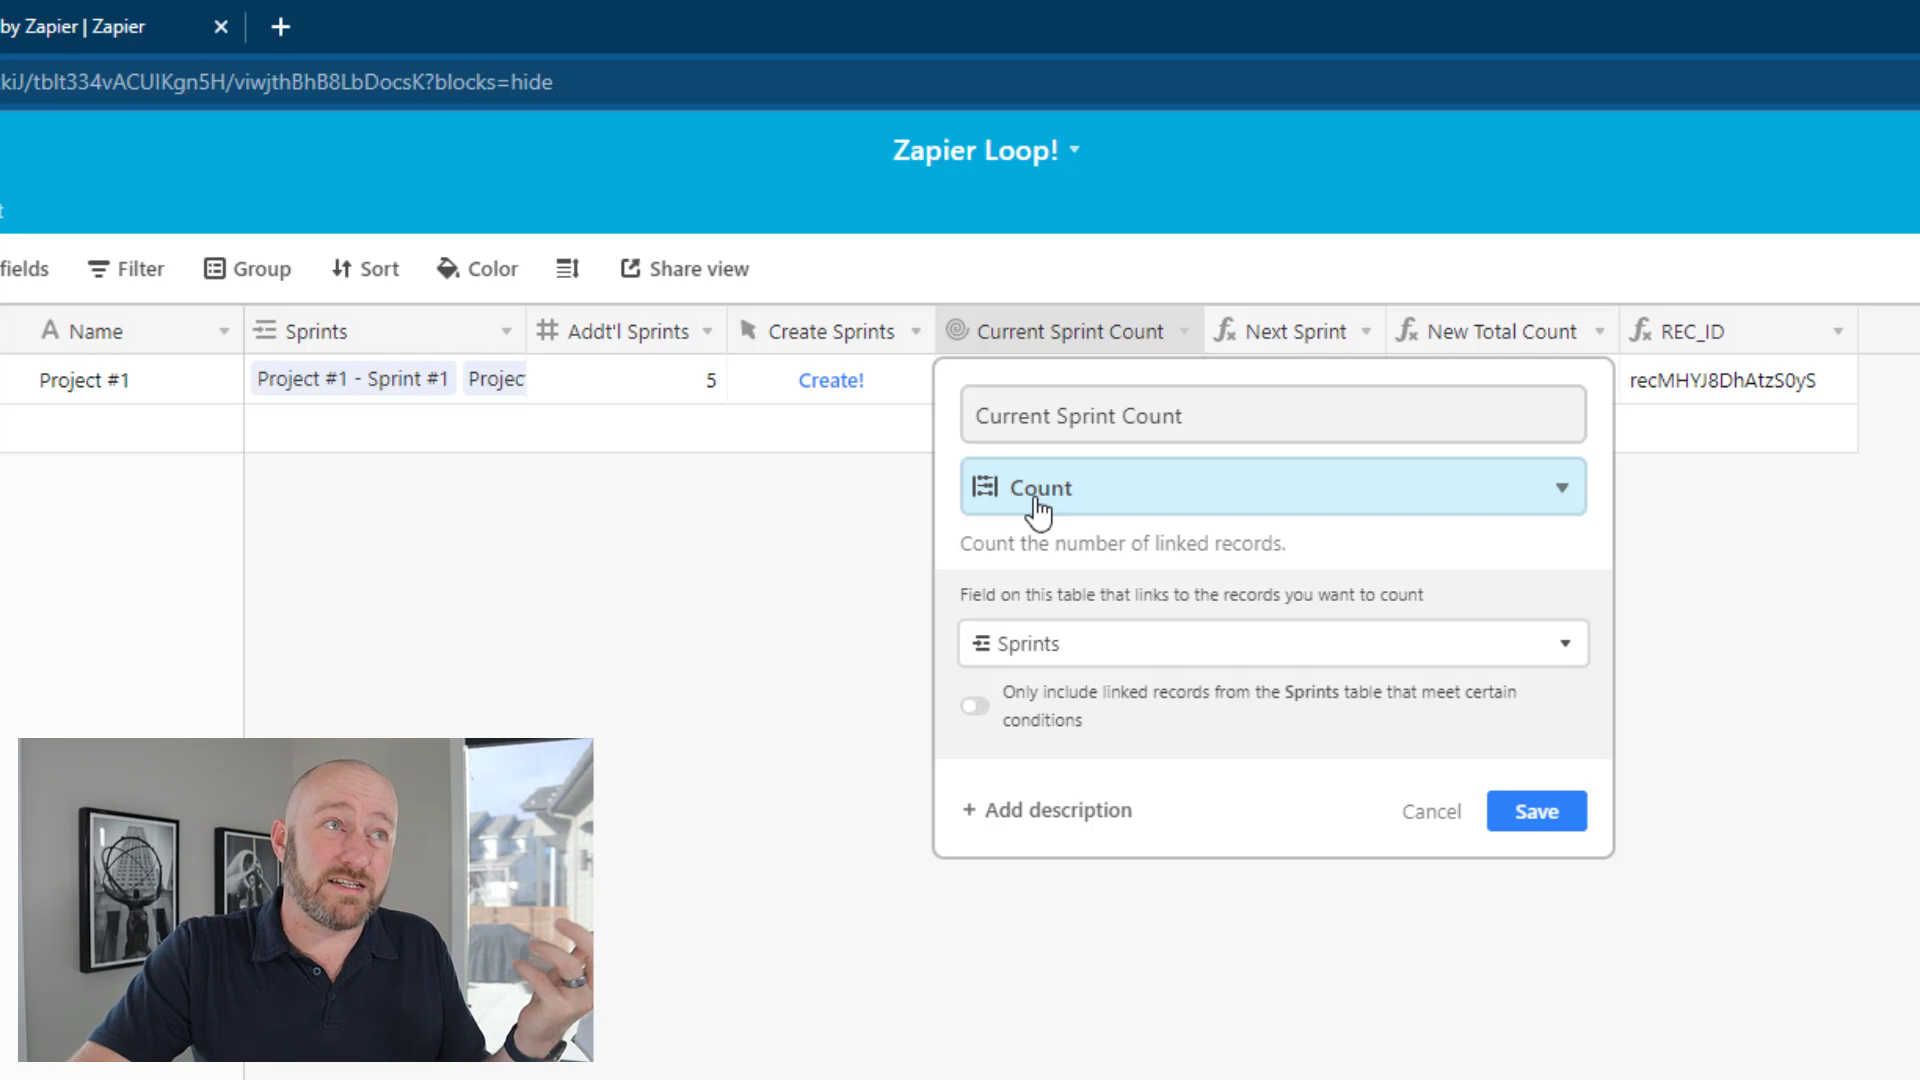 by Zapier | Zapier
kiJ/tblt334vACUIKgn5H/viwjthBhB8LbDocsK?blocks=hide
Zapier Loop!
t
fields Filter Group Sort Color Share view
Name Sprints Addt'l Sprints Create Sprints Current Sprint Count Next Sprint New Total Count REC_ID
Project #1 Project #1 - Sprint #1 Projec 5 Create! recMHYJ8DhAtzS0yS
Current Sprint Count
Count
Count the number of linked records.
Field on this table that links to the records you want to count
Sprints
Only include linked records from the Sprints table that meet certain
conditions
+ Add description Cancel Save